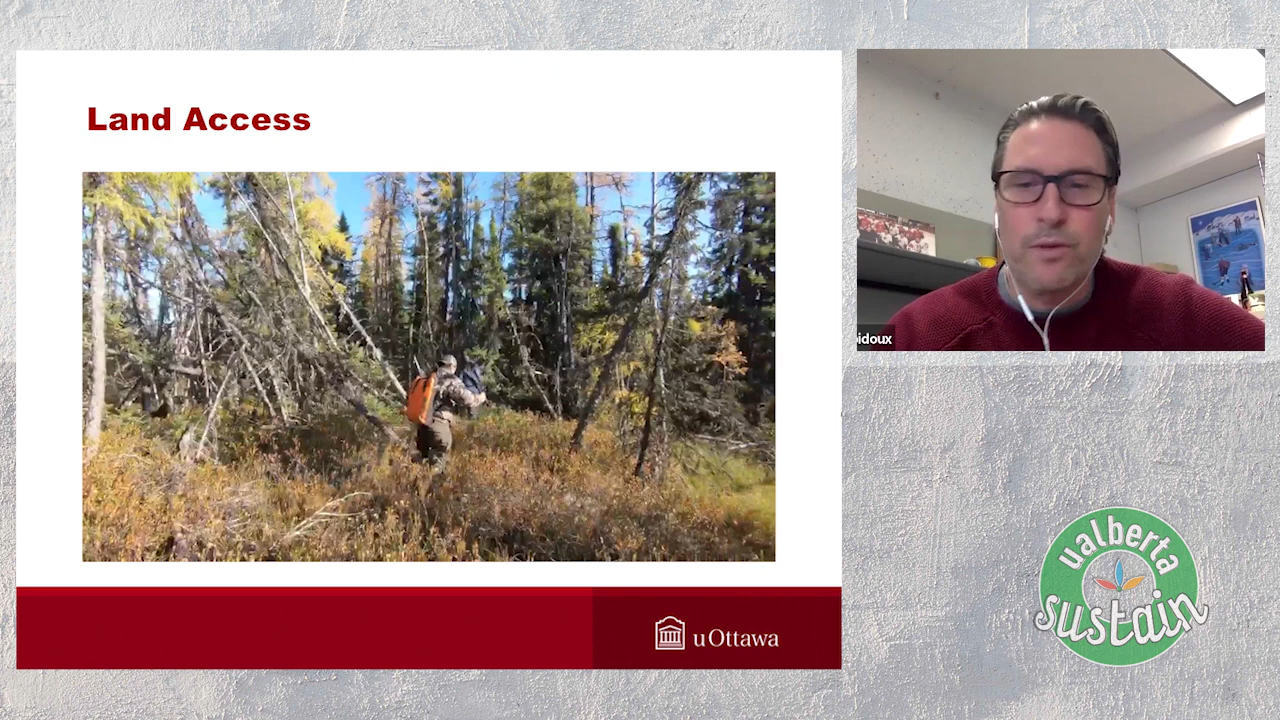 Land Access
idoux
uOttawa
ualberta
sustain